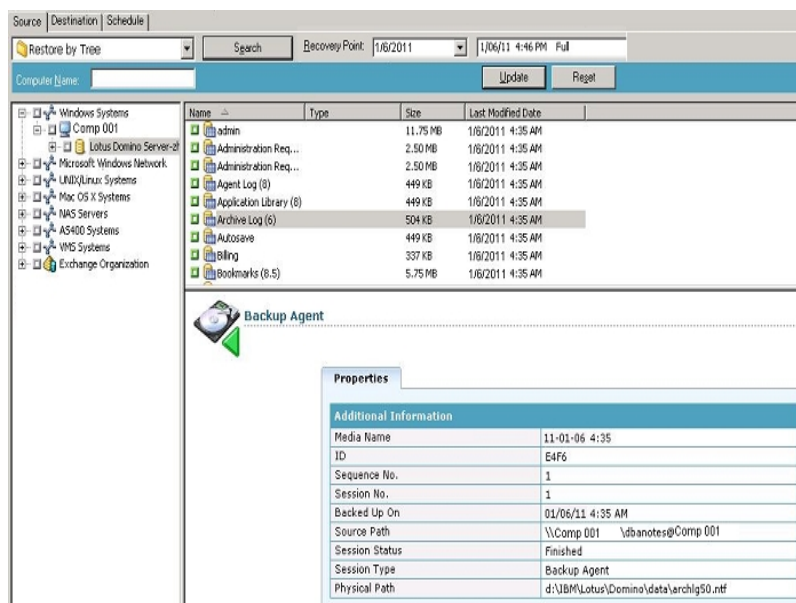 Source Destination Schedule
Restore by Tree Search Recovery Point: 1/6/2011 1/06/11 4:46 PM Full
Computer Name: Update Reset
Windows Systems
Comp 001
Lotus Domino Server-zh
Microsoft Windows Network
UNIX/Linux Systems
Mac OS X Systems
NAS Servers
AS400 Systems
VMS Systems
Exchange Organization
Name Type Size Last Modified Date
admin 11.75 MB 1/6/2011 4:35 AM
Administration Req... 2.50 MB 1/6/2011 4:35 AM
Administration Req... 2.50 MB 1/6/2011 4:35 AM
Agent Log (8) 449 KB 1/6/2011 4:35 AM
Application Library (8) 449 KB 1/6/2011 4:35 AM
Archive Log (6) 504 KB 1/6/2011 4:35 AM
Autosave 449 KB 1/6/2011 4:35 AM
Billing 337 KB 1/6/2011 4:35 AM
Bookmarks (8.5) 5.75 MB 1/6/2011 4:35 AM
Backup Agent
Properties
Additional Information
Media Name 11-01-06 4:35
ID E4F6
Sequence No. 1
Session No. 1
Backed Up On 01/06/11 4:35 AM
Source Path \\Comp 001 \dbanotes@Comp 001
Session Status Finished
Session Type Backup Agent
Physical Path d:\IBM\Lotus\Domino\data\archlg50.ntf